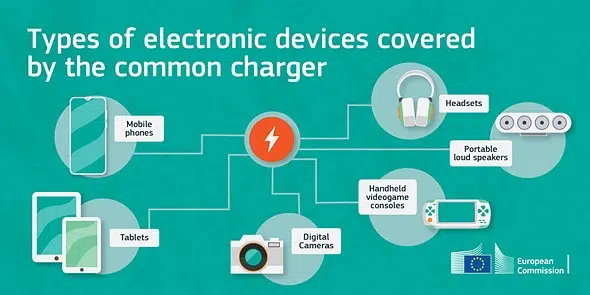 Types of electronic devices covered
by the common charger
Mobile
phones
Headsets
Portable
loud speakers
Handheld
videogame
consoles
Tablets
Digital
Cameras
European
Commission